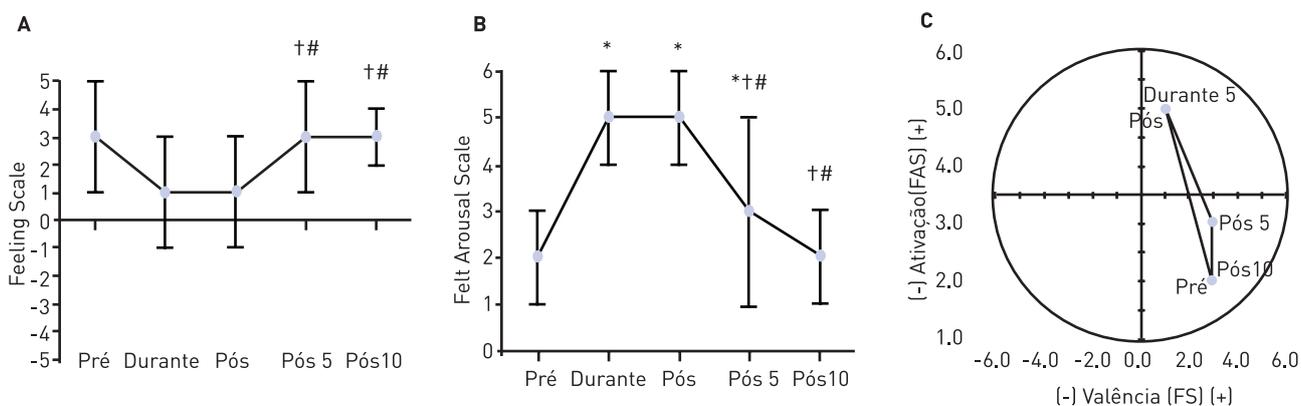 A
†#
†#
5
4
3
2
1
0
-1
-2
-3
-4
-5
Feeling Scale
Pré Durante Pós Pós 5 Pós10
B
*
*
*†#
†#
6
5
4
3
2
1
0
Felt Arousal Scale
Pré Durante Pós Pós 5 Pós10
C
6.0
5.0
4.0
3.0
2.0
1.0
(-) Ativação(FAS) (+)
Durante 5
Pós
Pós 5
Pós10
Pré
-6.0 -4.0 -2.0 0.0 2.0 4.0 6.0
(-) Valência (FS) (+)